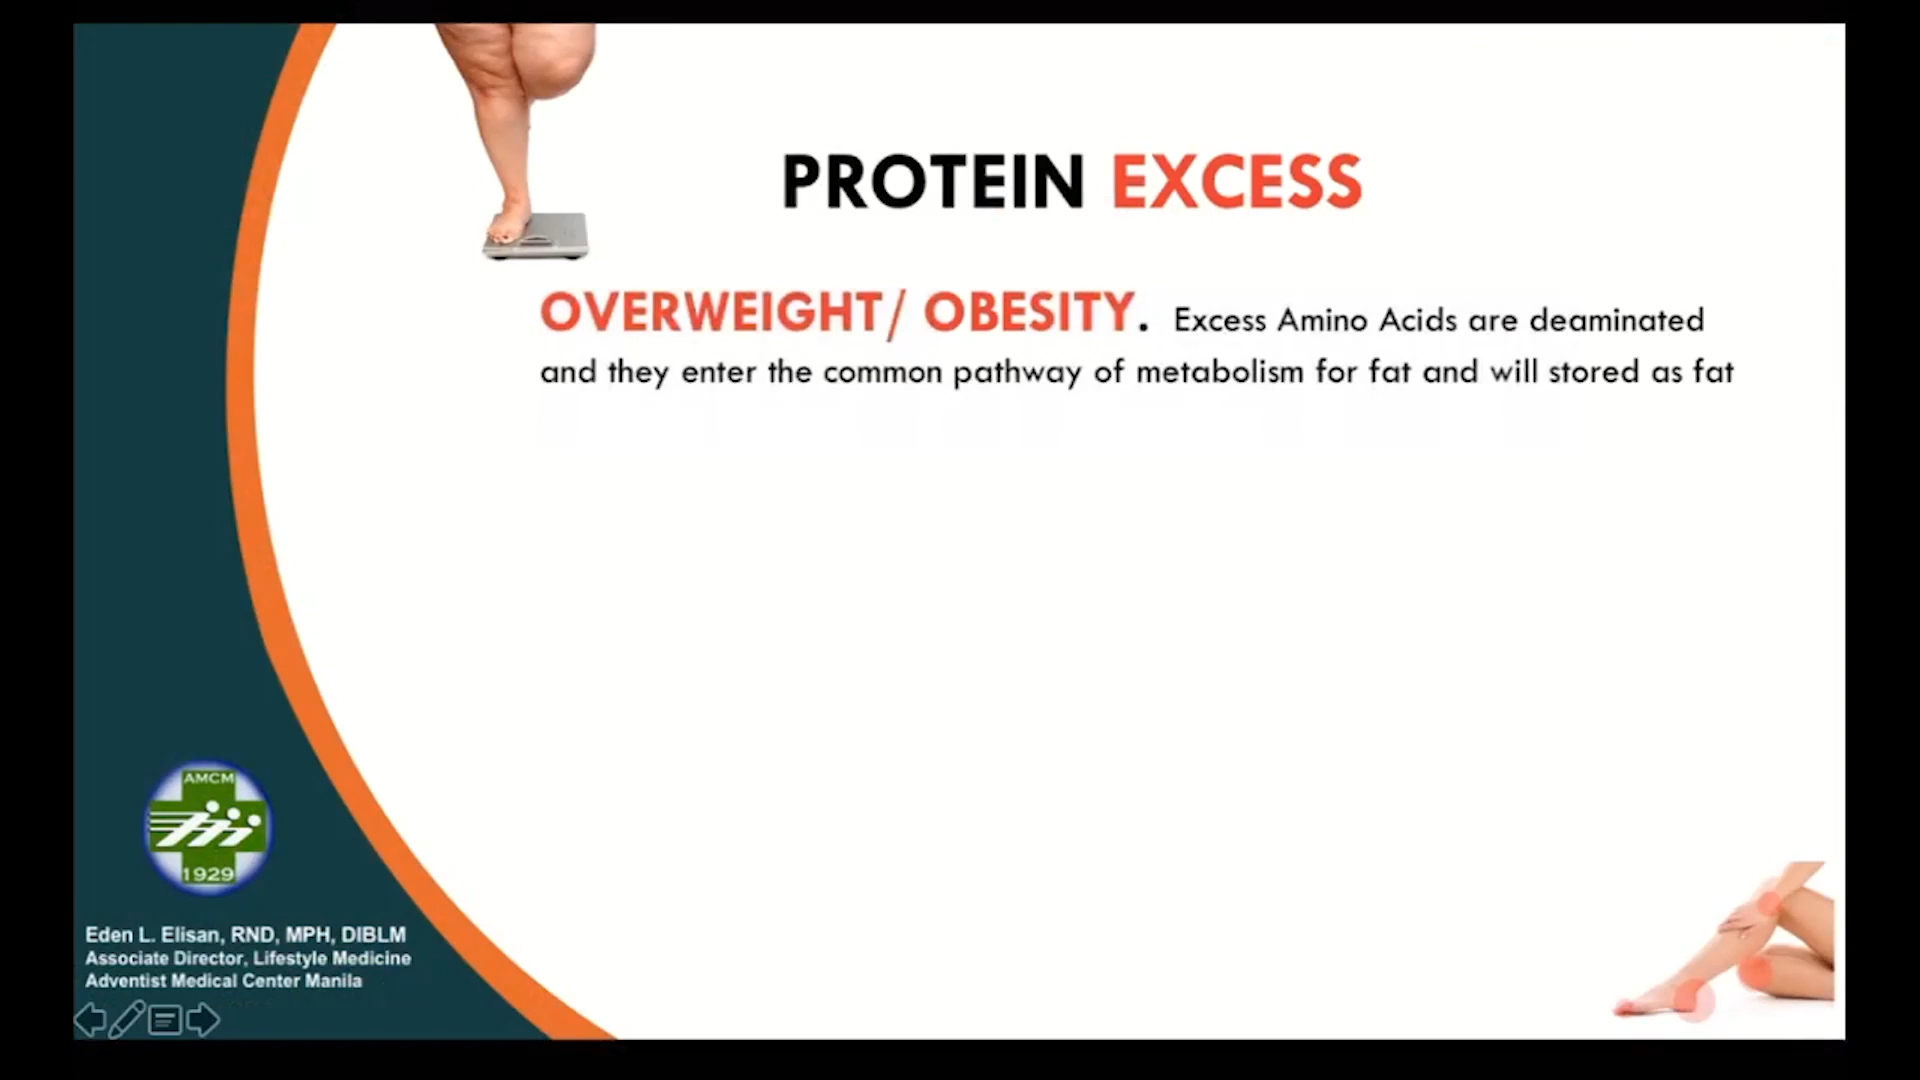 PROTEIN EXCESS
OVERWEIGHT/ OBESITY. Excess Amino Acids are deaminated
and they enter the common pathway of metabolism for fat and will stored as fat
AMCM
1929
Eden L. Elisan, RND, MPH, DIBLM
Associate Director, Lifestyle Medicine
Adventist Medical Center Manila